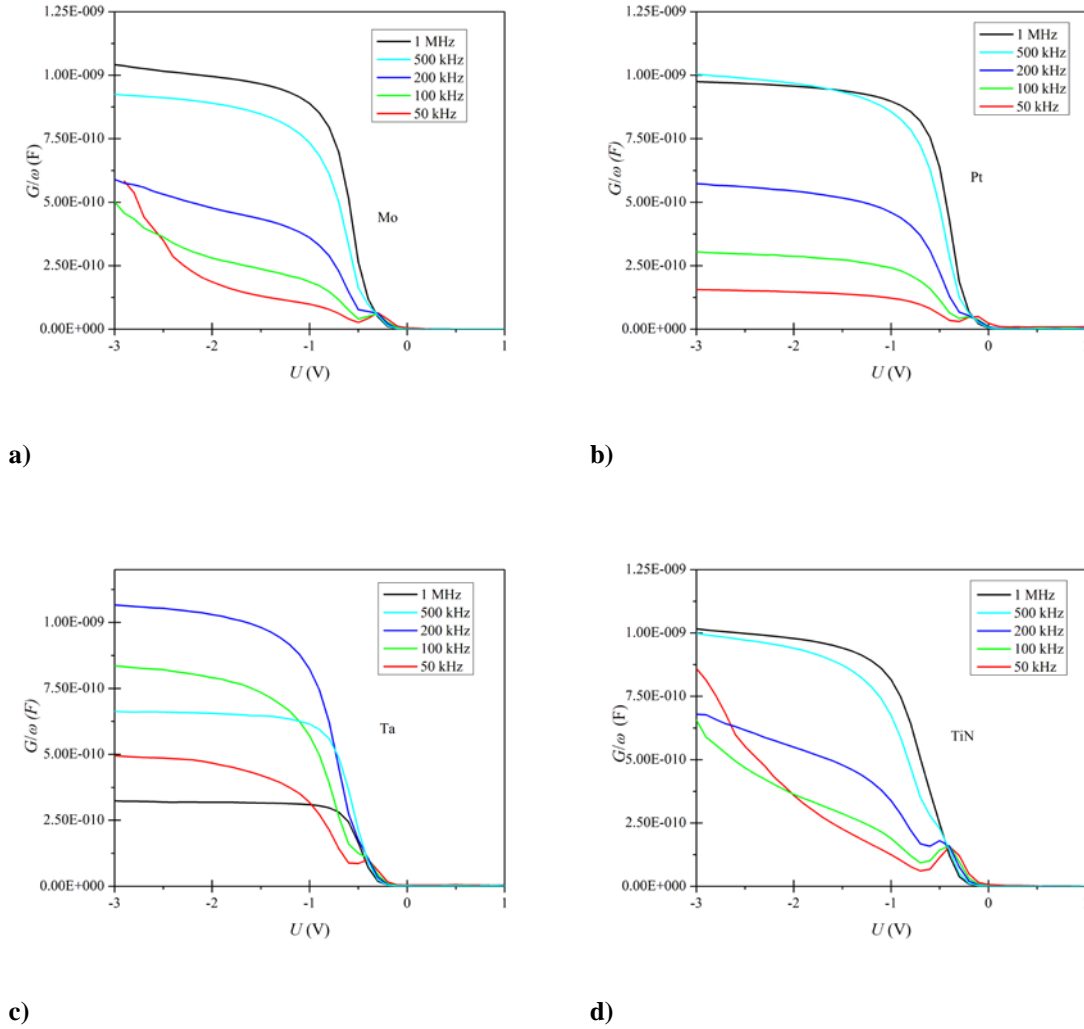 1.25E-009
1.00E-009
7.50E-010
5.00E-010
2.50E-010
0.00E+000
G/ω (F)
1 MHz
500 kHz
200 kHz
100 kHz
50 kHz
Mo
-3 -2 -1 0 1
U (V)
a)
1.25E-009
1.00E-009
7.50E-010
5.00E-010
2.50E-010
0.00E+000
G/ω (F)
1 MHz
500 kHz
200 kHz
100 kHz
50 kHz
Pt
-3 -2 -1 0
U (V)
b)
1.00E-009
7.50E-010
5.00E-010
2.50E-010
0.00E+000
G/ω (F)
1 MHz
500 kHz
200 kHz
100 kHz
50 kHz
Ta
-3 -2 -1 0 1
U (V)
c)
1.25E-009
1.00E-009
7.50E-010
5.00E-010
2.50E-010
0.00E+000
G/ω (F)
1 MHz
500 kHz
200 kHz
100 kHz
50 kHz
TiN
-3 -2 -1 0
U (V)
d)